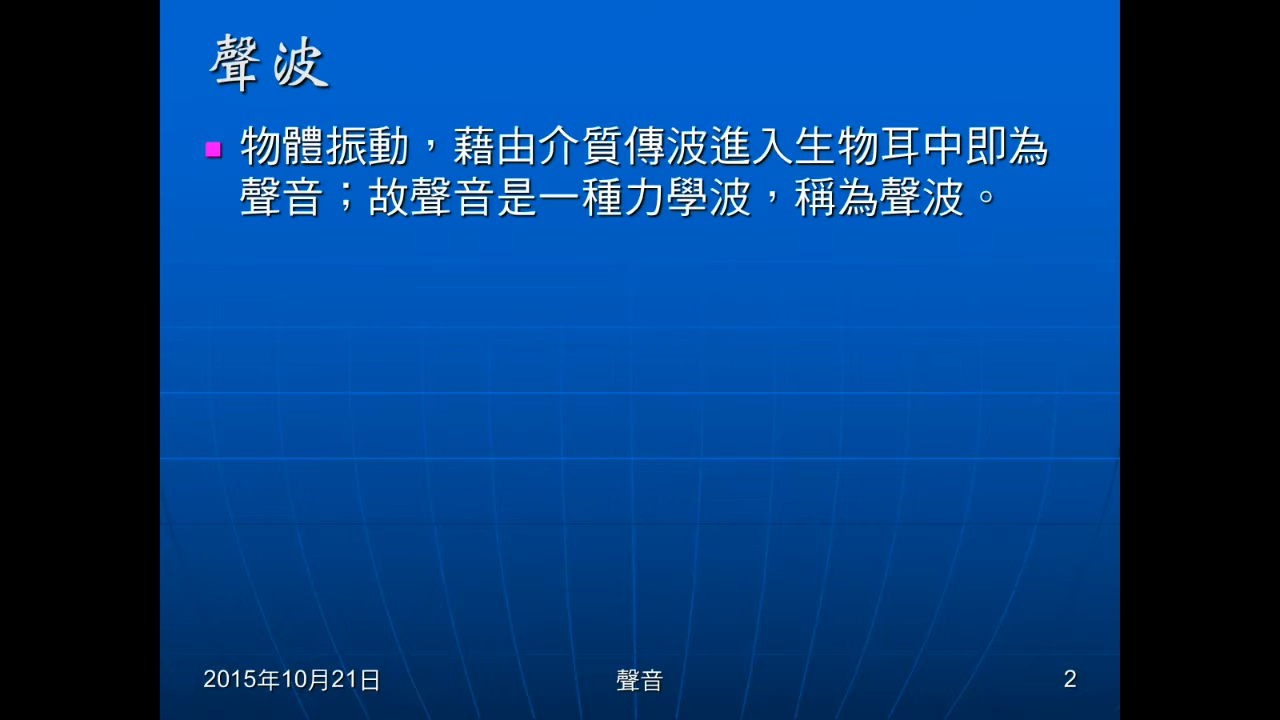 聲波
物體振動，藉由介質傳波進入生物耳中即為
聲音；故聲音是一種力學波，稱為聲波。
2015年10月21日
聲音
2